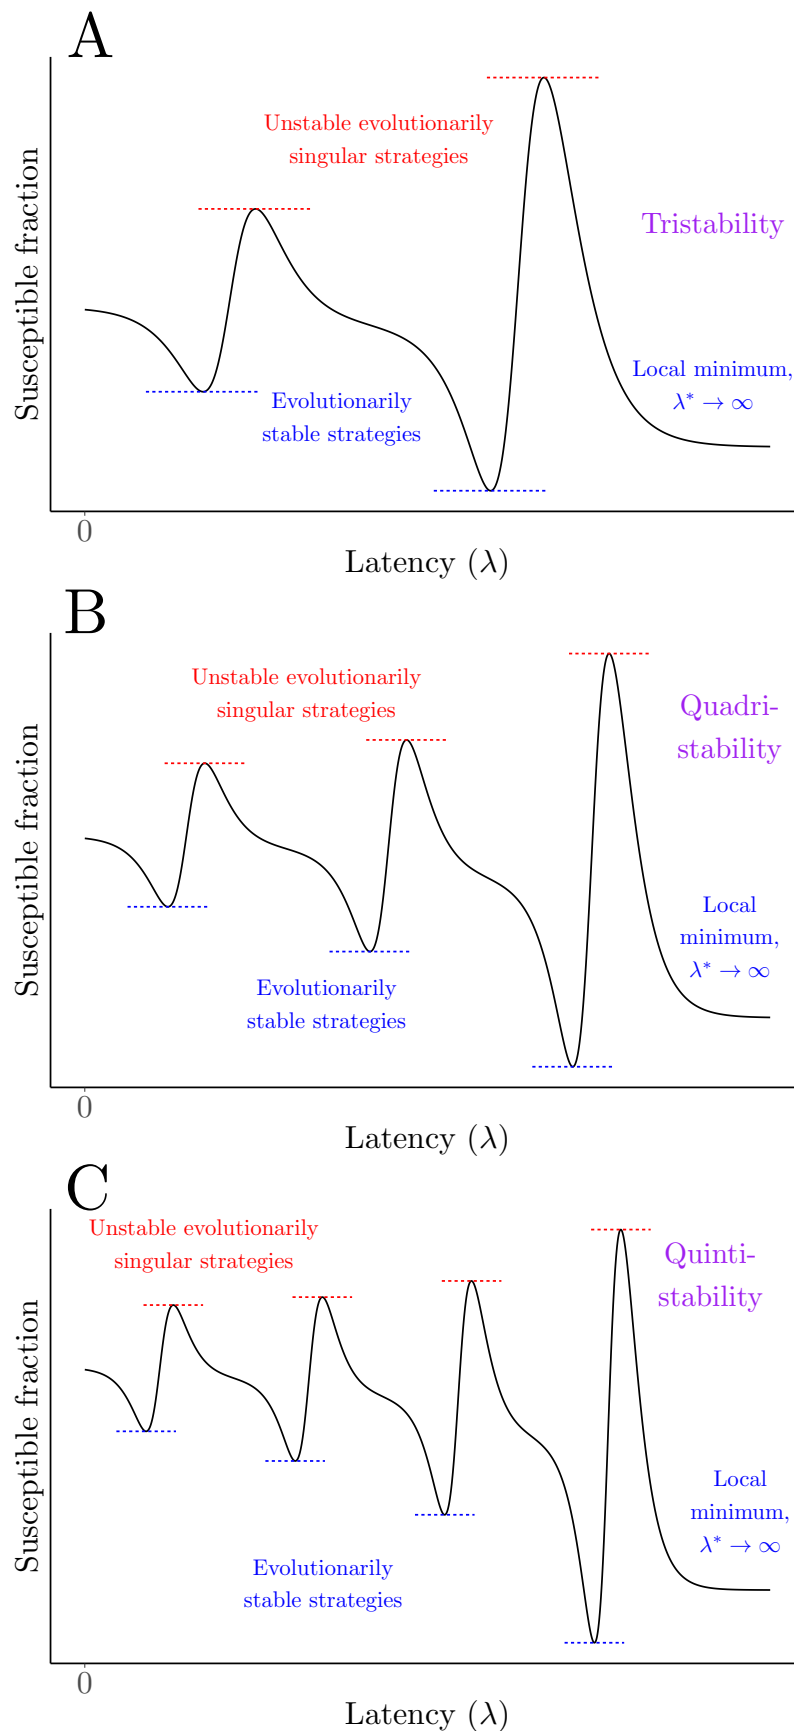 A
Susceptible fraction
Unstable evolutionarily
singular strategies
Tristability
Evolutionarily
stable strategies
Local minimum,
λ* → ∞
0
Latency (λ)
B
Susceptible fraction
Unstable evolutionarily
singular strategies
Quadri-
stability
Evolutionarily
stable strategies
Local
minimum,
λ* → ∞
0
Latency (λ)
C
Susceptible fraction
Unstable evolutionarily
singular strategies
Quinti-
stability
Evolutionarily
stable strategies
Local
minimum,
λ* → ∞
0
Latency (λ)